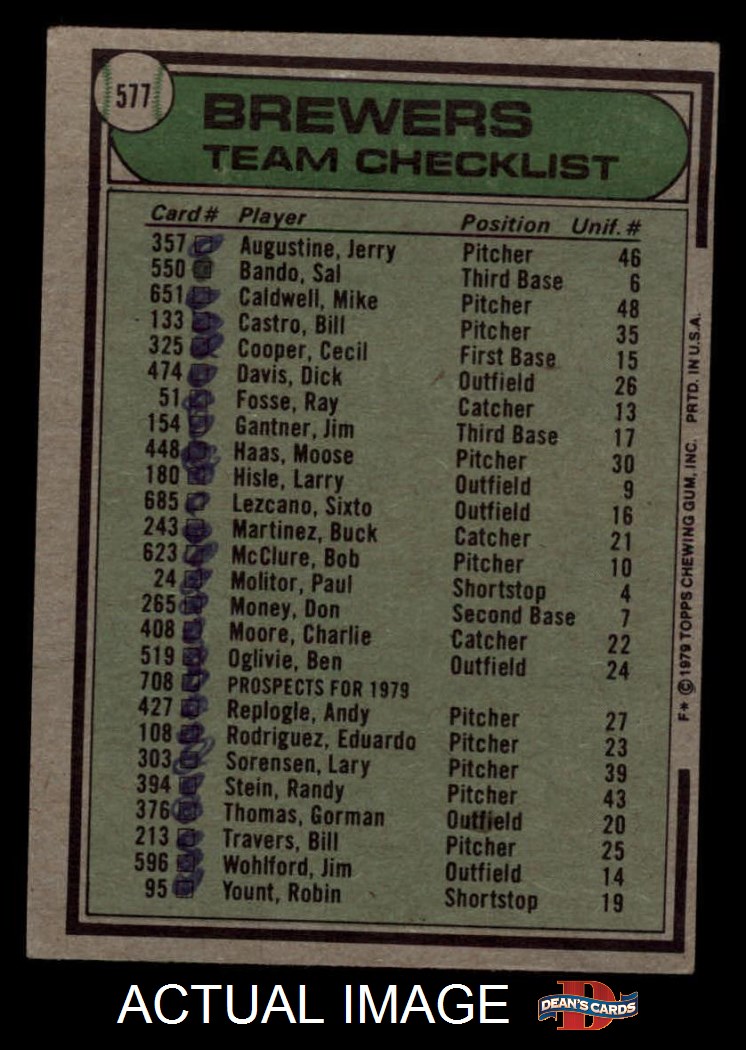 577
BREWERS
TEAM CHECKLIST
Card# Player Position Unif. #
357 Augustine, Jerry Pitcher 46
550 Bando, Sal Third Base 6
651 Caldwell, Mike Pitcher 48
133 Castro, Bill Pitcher 35
325 Cooper, Cecil First Base 15
474 Davis, Dick Outfield 26
51 Fosse, Ray Catcher 13
154 Gantner, Jim Third Base 17
448 Haas, Moose Pitcher 30
180 Hisle, Larry Outfield 9
685 Lezcano, Sixto Outfield 16
243 Martinez, Buck Catcher 21
623 McClure, Bob Pitcher 10
24 Molitor, Paul Shortstop 4
265 Money, Don Second Base 7
408 Moore, Charlie Catcher 22
519 Oglivie, Ben Outfield 24
708 PROSPECTS FOR 1979
427 Replogle, Andy Pitcher 27
108 Rodriguez, Eduardo Pitcher 23
303 Sorensen, Lary Pitcher 39
394 Stein, Randy Pitcher 43
376 Thomas, Gorman Outfield 20
213 Travers, Bill Pitcher 25
596 Wohlford, Jim Outfield 14
95 Yount, Robin Shortstop 19
F* © 1979 TOPPS CHEWING GUM, INC. PRTD. IN U.S.A.
ACTUAL IMAGE
DEAN'S CARDS